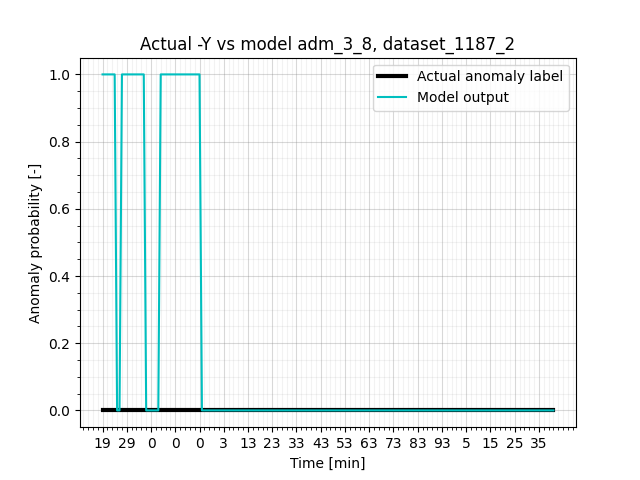 Actual -Y vs model adm_3_8, dataset_1187_2
Actual anomaly label
Model output
1.0
0.8
0.6
0.4
0.2
0.0
Anomaly probability [-]
19 29 0 0 0 3 13 23 33 43 53 63 73 83 93 5 15 25 35
Time [min]